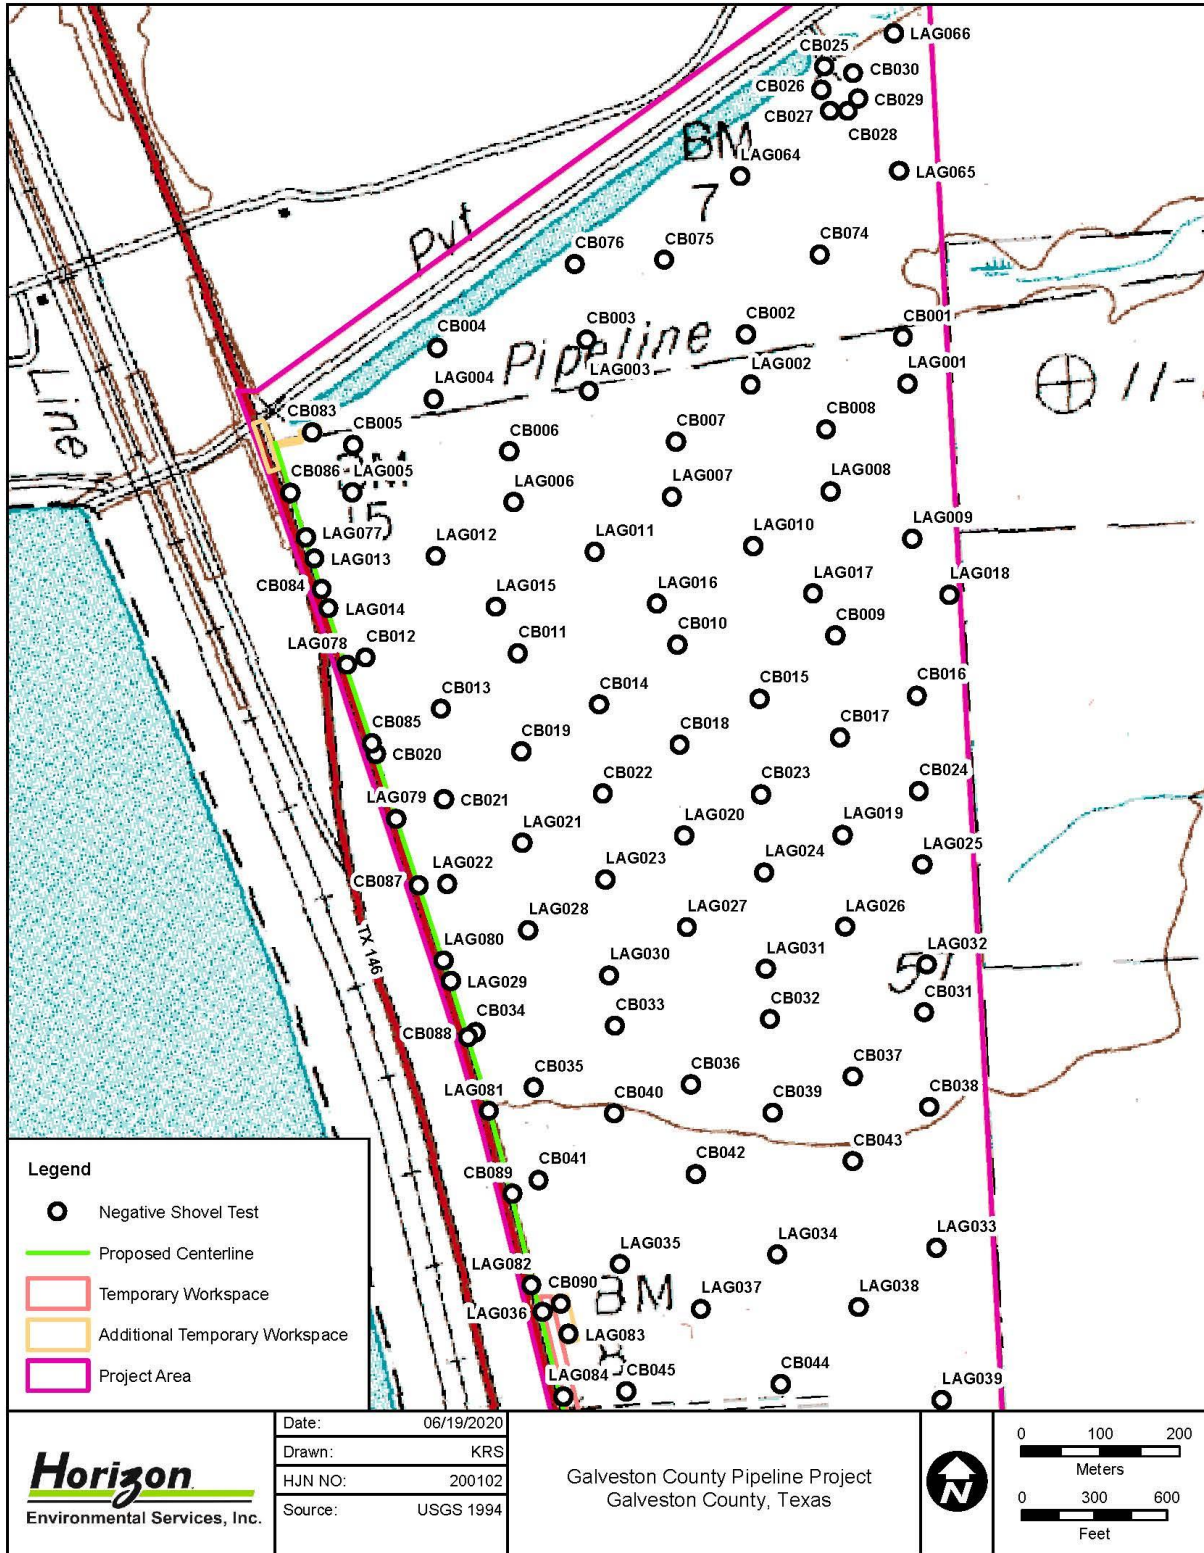 LAG066
CB025
CB030
CB026
CB029
CB027
CB028
BM
LAG064
7
LAG065
Pvt
CB076
CB075
CB074
CB004
CB003
CB002
CB001
Pipeline
LAG004
LAG003
LAG002
LAG001
11-
Line
CB083
CB005
CB006
CB007
CB008
CB086
LAG005
LAG006
LAG007
LAG008
15
LAG077
LAG012
LAG011
LAG010
LAG009
LAG013
CB084
LAG014
LAG015
LAG016
LAG017
LAG018
LAG078
CB012
CB011
CB010
CB009
CB013
CB014
CB015
CB016
CB085
CB020
CB019
CB018
CB017
LAG079
CB021
CB022
CB023
CB024
LAG021
LAG020
LAG019
CB087
LAG022
LAG023
LAG024
LAG025
TX 146
LAG028
LAG027
LAG026
LAG080
LAG029
LAG030
LAG031
LAG032
51
CB034
CB088
CB033
CB032
CB031
CB035
CB036
CB037
LAG081
CB040
CB039
CB038
CB089
CB041
CB042
CB043
LAG082
LAG035
LAG034
LAG033
CB090
LAG036
BM
LAG037
LAG038
LAG083
8
LAG084
CB045
CB044
LAG039
Legend
Negative Shovel Test
Proposed Centerline
Temporary Workspace
Additional Temporary Workspace
Project Area
Horizon
Environmental Services, Inc.
Date: 06/19/2020
Drawn: KRS
HJN NO: 200102
Source: USGS 1994
Galveston County Pipeline Project
Galveston County, Texas
N
0 100 200
Meters
0 300 600
Feet